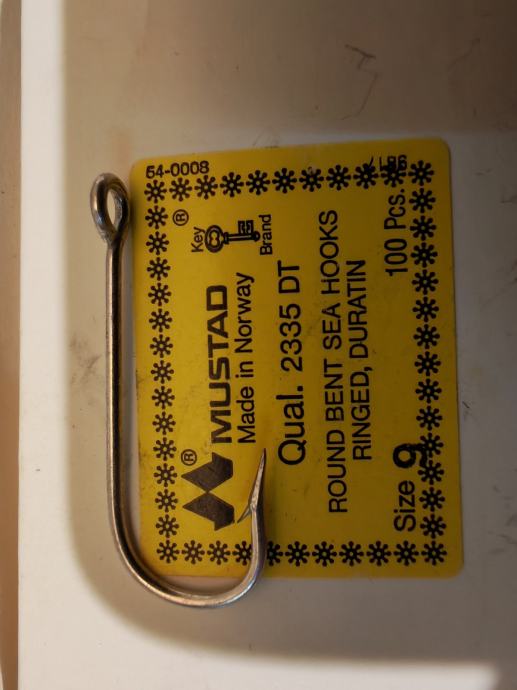 64-0008
Key Brand
®
MUSTAD ®
Made in Norway
Qual. 2335 DT
ROUND BENT SEA HOOKS
RINGED, DURATIN
Size 9 100 Pcs.